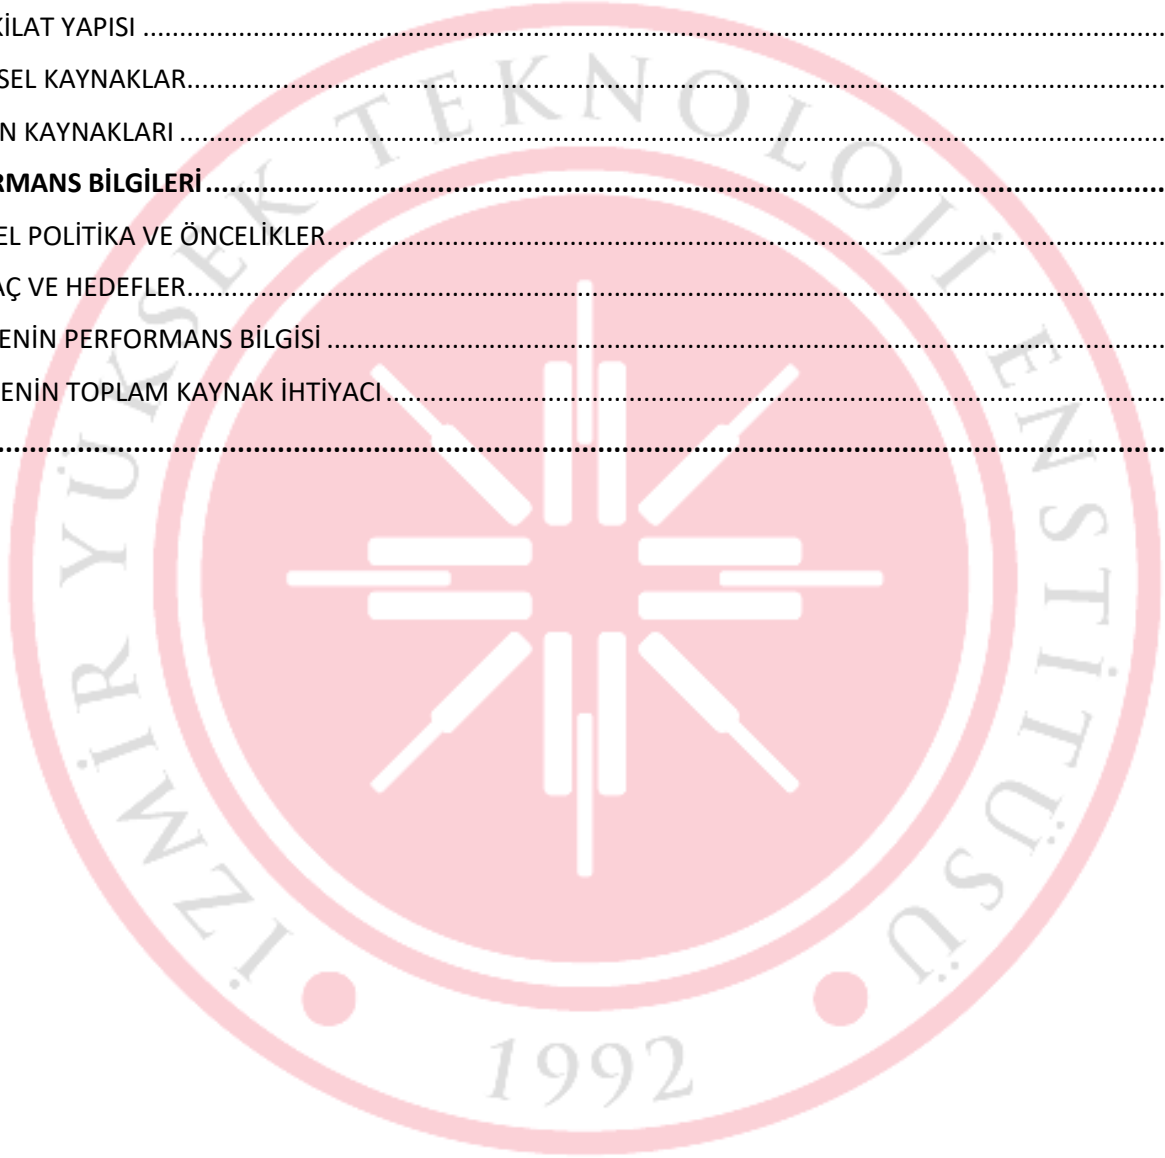 KİLAT YAPISI ....................................................................................................
SEL KAYNAKLAR....................................................................................................
N KAYNAKLARI ....................................................................................................
RMANS BİLGİLERİ....................................................................................................
EL POLİTİKA VE ÖNCELİKLER....................................................................................................
AÇ VE HEDEFLER....................................................................................................
ENİN PERFORMANS BİLGİSİ ....................................................................................................
ENİN TOPLAM KAYNAK İHTİYACI ....................................................................................................
....................................................................................................
İZMİR YÜKSEK TEKNOLOJİ ENSTİTÜSÜ
1992